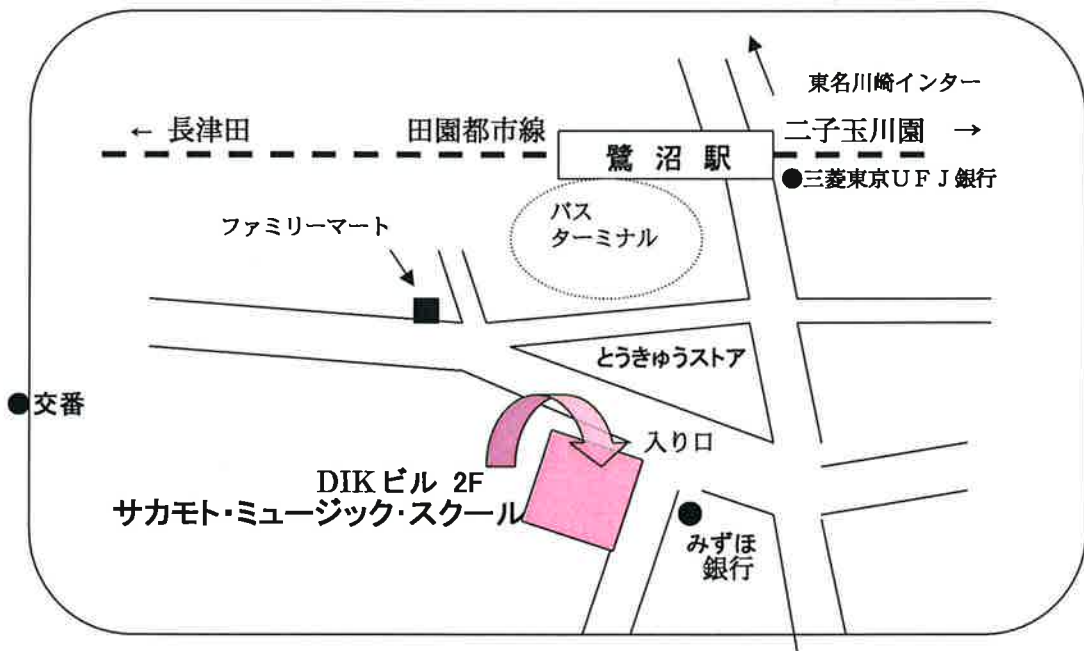 東名川崎インター
← 長津田
田園都市線
二子玉川園 →
鷺沼駅
●三菱東京UFJ銀行
バス
ターミナル
ファミリーマート
とうきゅうストア
●交番
入り口
DIKビル 2F
サカモト・ミュージック・スクール
みずほ
銀行